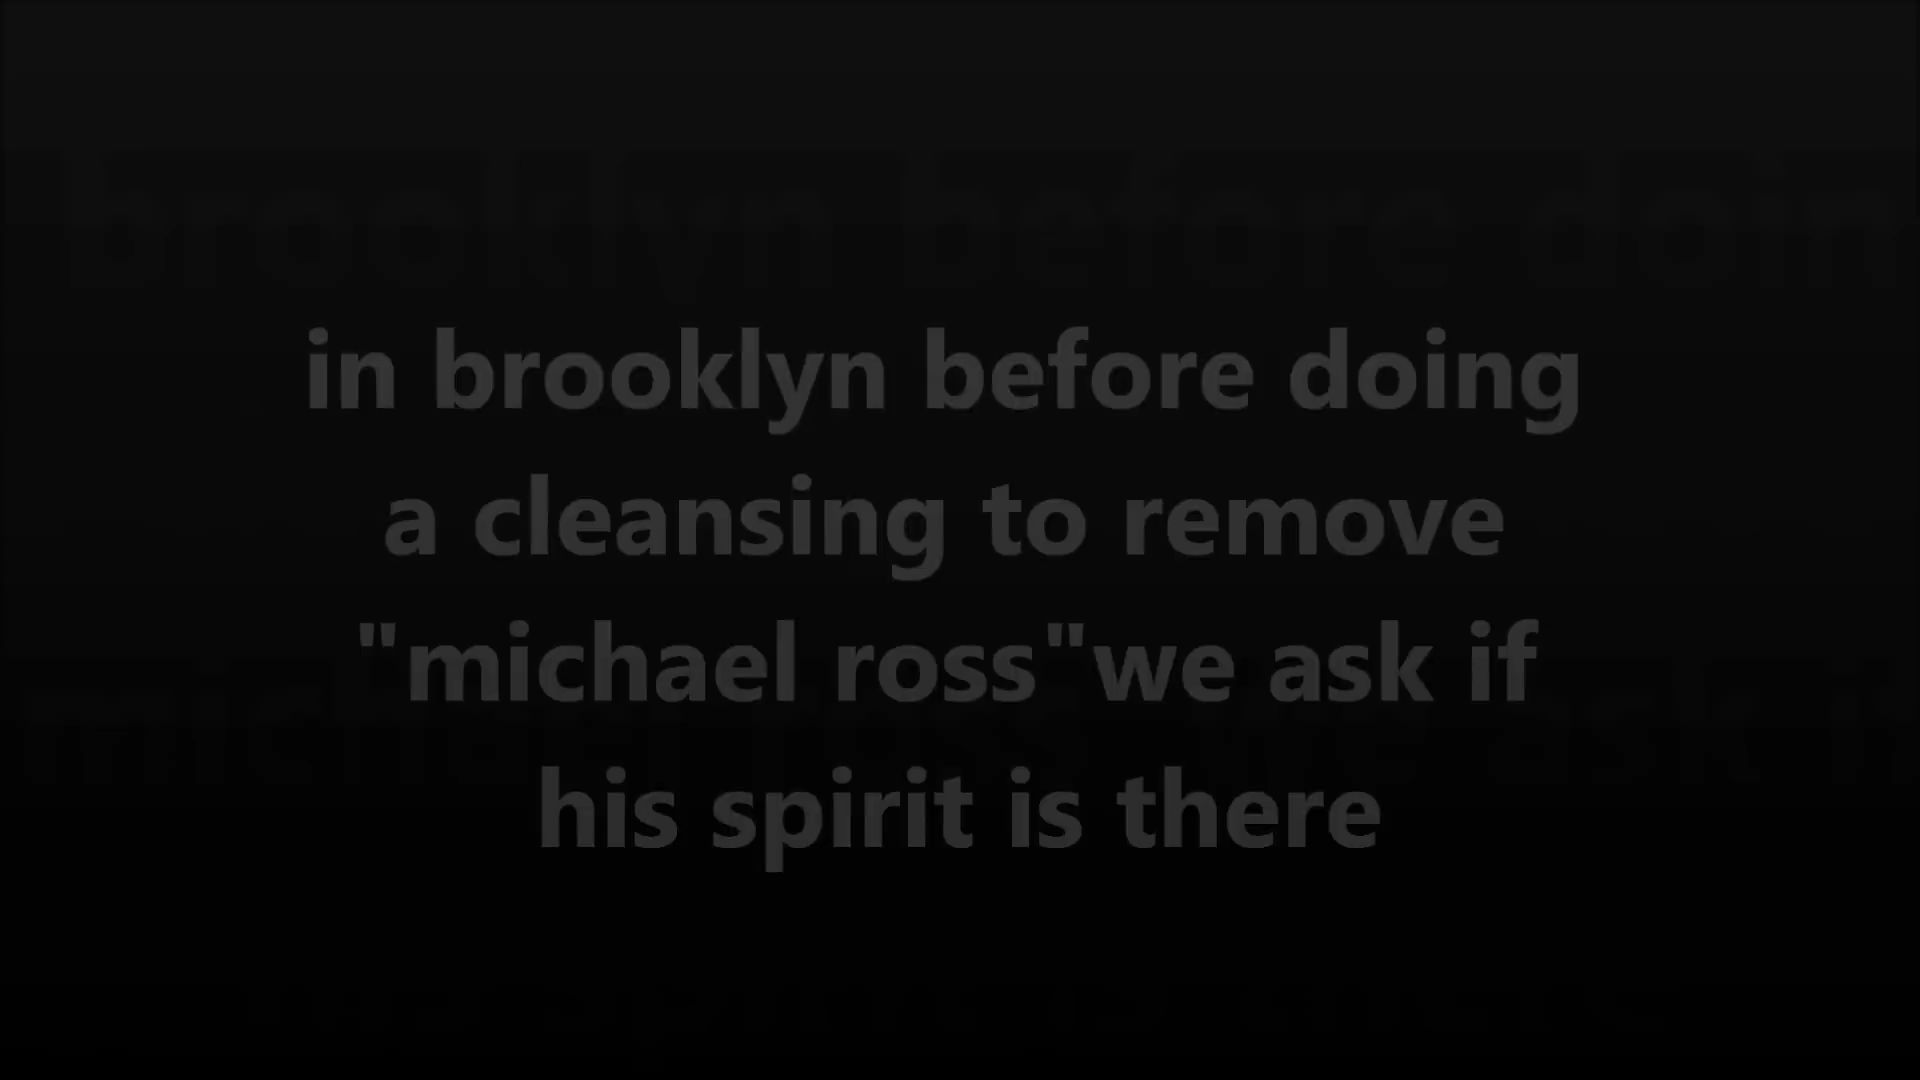 in brooklyn before doing
a cleansing to remove
"michael ross"we ask if
his spirit is there